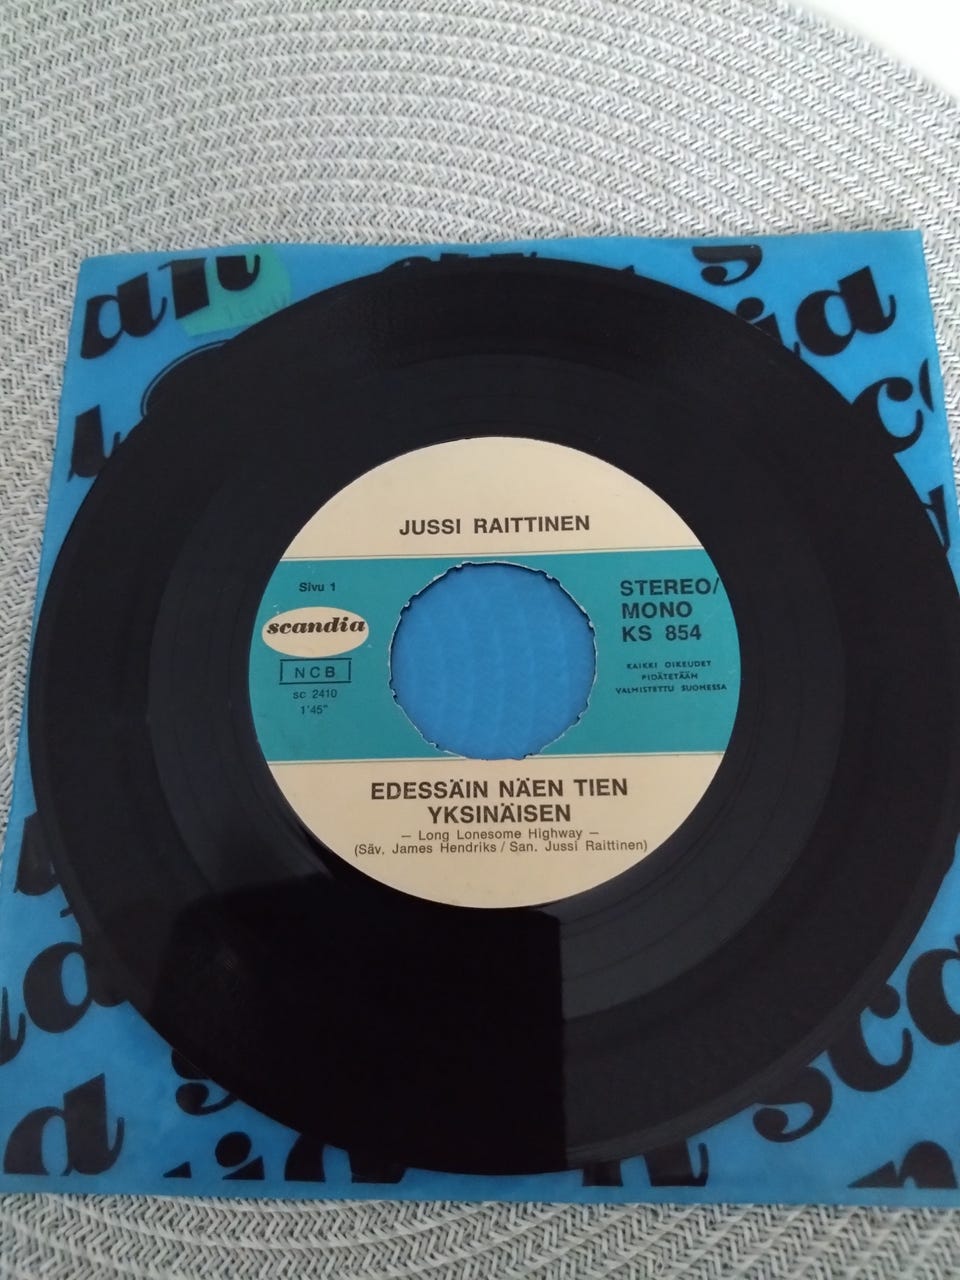 JUSSI RAITTINEN
Sivu 1
scandia
NCB
sc 2410
1'45"
STEREO/
MONO
KS 854
KAIKKI OIKEUDET
PIDÄTETÄÄN
VALMISTETTU SUOMESSA
EDESSÄIN NÄEN TIEN
YKSINÄISEN
— Long Lonesome Highway —
(Säv. James Hendriks / San. Jussi Raittinen)